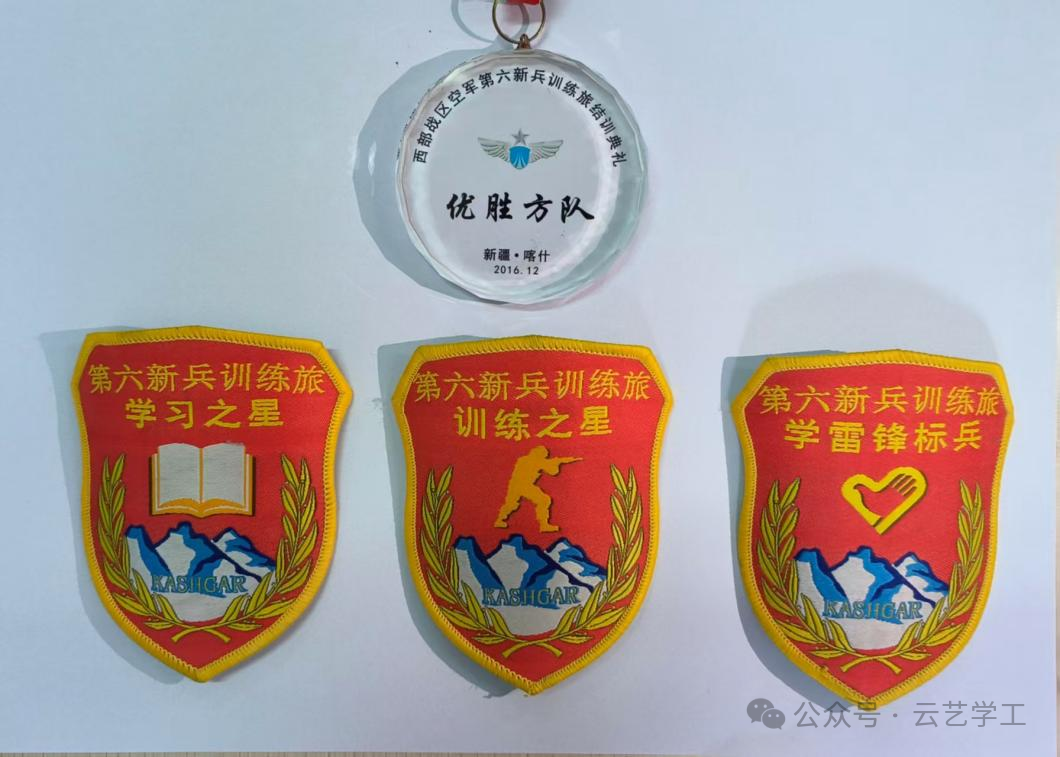 西部战区空军第六新兵训练旅结训典礼
优胜方队
新疆·喀什
2016.12
第六新兵训练旅
学习之星
KASHGAR
第六新兵训练旅
训练之星
KASHGAR
第六新兵训练旅
学雷锋标兵
KASHGAR
公众号·云艺学工